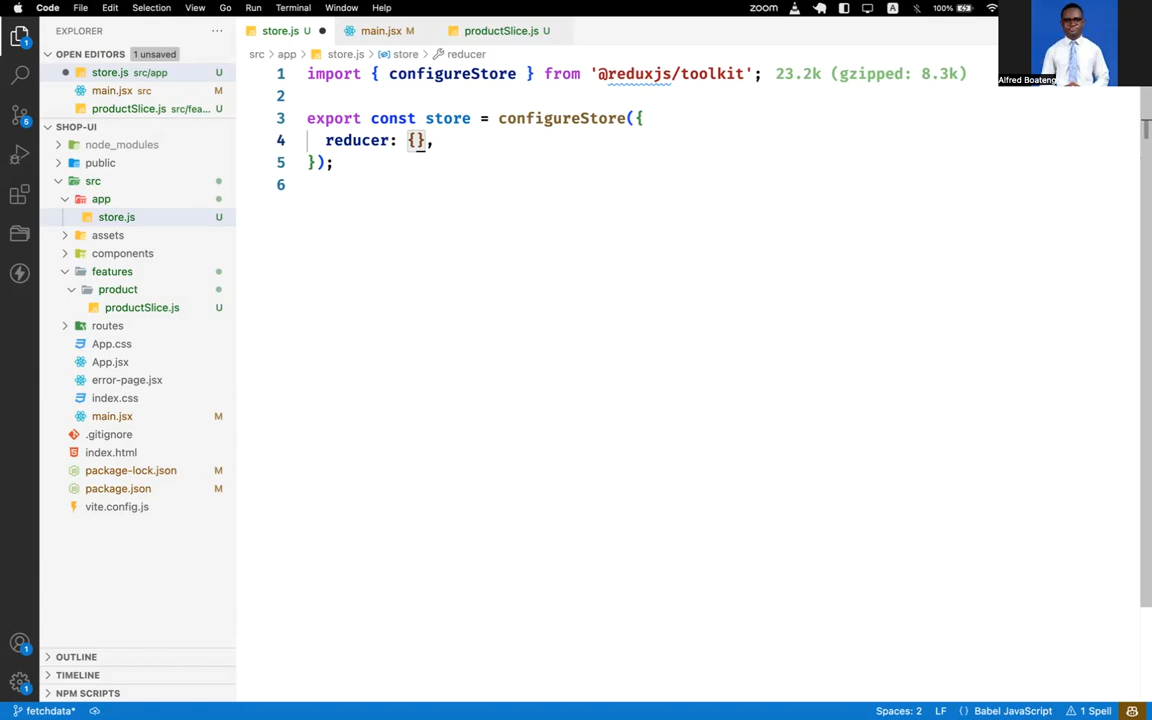 Code File Edit Selection View Go Run Terminal Window Help zoom A 100%
EXPLORER
OPEN EDITORS 1 unsaved
store.js src/app U
main.jsx src M
productSlice.js src/fea... U
SHOP-UI
node_modules
public
src
app
store.js U
assets
components
features
product
productSlice.js U
routes
App.css
App.jsx
error-page.jsx
index.css
main.jsx M
.gitignore
index.html
package-lock.json M
package.json M
vite.config.js
OUTLINE
TIMELINE
NPM SCRIPTS
store.js U main.jsx M productSlice.js U
src > app > store.js > store > reducer
1 import { configureStore } from '@reduxjs/toolkit'; 23.2k (gzipped: 8.3k)
2
3 export const store = configureStore({
4 reducer: {},
5 });
6
Alfred Boateng
1
5
1
1
fetchdata* Spaces: 2 LF {} Babel JavaScript 1 Spell